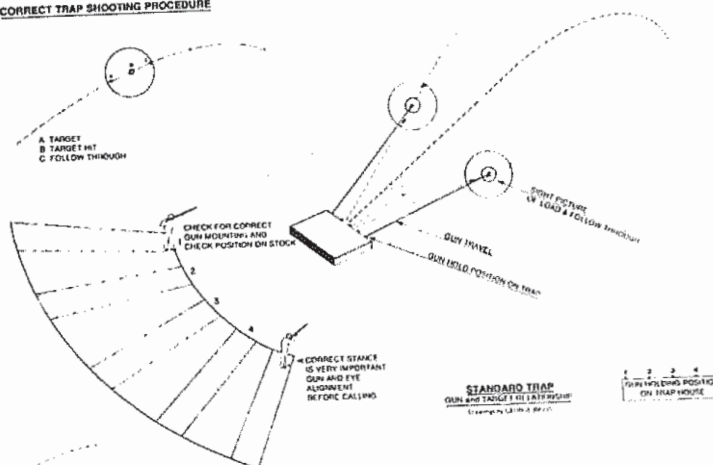 CORRECT TRAP SHOOTING PROCEDURE
A TARGET
B TARGET HIT
C FOLLOW THROUGH
CHECK FOR CORRECT
GUN MOUNTING AND
CHECK POSITION ON STOCK
1
2
3
4
CORRECT STANCE
IS VERY IMPORTANT
GUN AND EYE
ALIGNMENT
BEFORE CALLING
SIGHT PICTURE
OF LOAD & FOLLOW THROUGH
GUN TRAVEL
GUN HOLD POSITION ON TRAP
STANDARD TRAP
GUN and TARGET RELATIONSHIP
1 2 3 4
GUN HOLDING POSITION
ON TRAP HOUSE